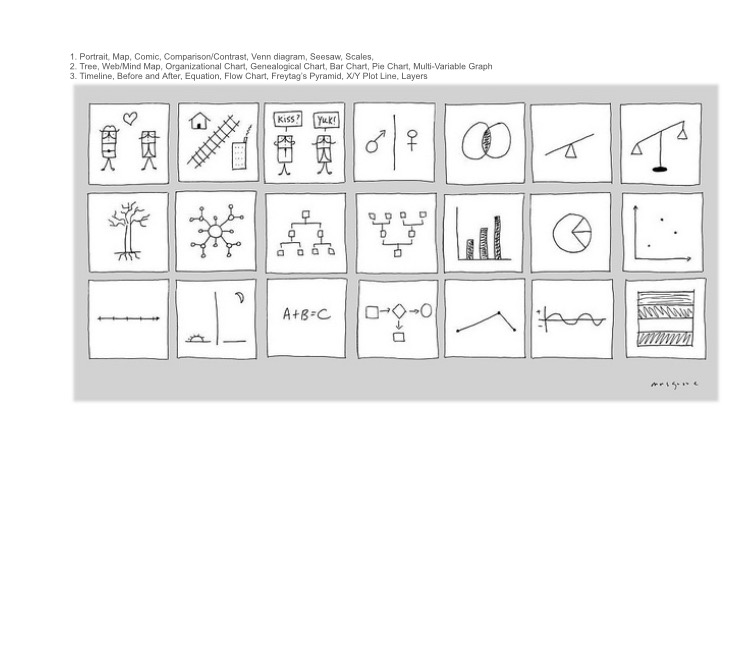 1. Portrait, Map, Comic, Comparison/Contrast, Venn diagram, Seesaw, Scales,
2. Tree, Web/Mind Map, Organizational Chart, Genealogical Chart, Bar Chart, Pie Chart, Multi-Variable Graph
3. Timeline, Before and After, Equation, Flow Chart, Freytag's Pyramid, X/Y Plot Line, Layers
Kiss? Yuk!
A+B=C
+
-